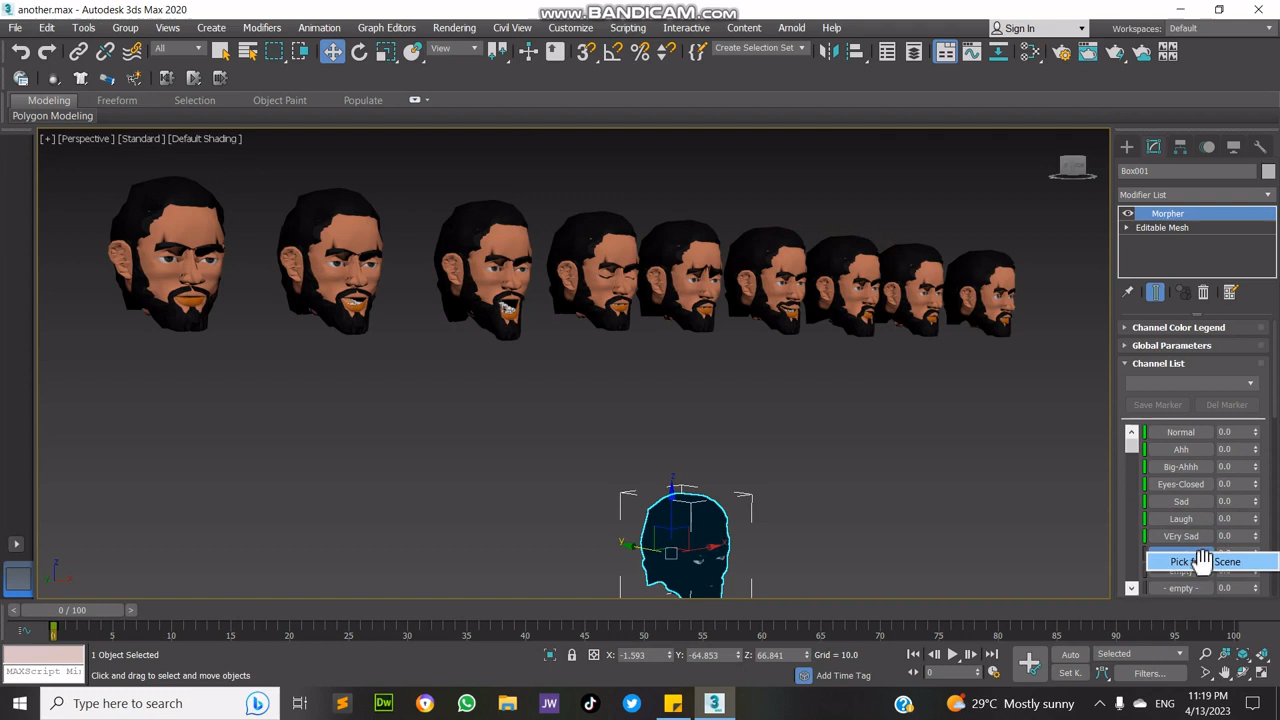 another.max - Autodesk 3ds Max 2020
www.BANDICAM.com
File Edit Tools Group Views Create Modifiers Animation Graph Editors Rendering Civil View Customize Scripting Interactive Content Arnold Help
Sign In
Workspaces: Default
All
View
Create Selection Set
Modeling Freeform Selection Object Paint Populate
Polygon Modeling
[+] [Perspective] [Standard] [Default Shading]
Box001
Modifier List
Morpher
Editable Mesh
Channel Color Legend
Global Parameters
Channel List
Save Marker Del Marker
Normal 0.0
Ahh 0.0
Big-Ahhh 0.0
Eyes-Closed 0.0
Sad 0.0
Laugh 0.0
VEry Sad 0.0
Pick Scene
- empty - 0.0
z
y x
z
0 / 100
0 5 10 15 20 25 30 35 40 45 50 55 60 65 70 75 80 85 90 95 100
1 Object Selected
X: -1.593 Y: -64.853 Z: 66.841 Grid = 10.0
Auto Selected
MAXScript Mi
Click and drag to select and move objects
Add Time Tag
0
Set K. Filters...
Type here to search
Dw
JW
3
29°C Mostly sunny
ENG
11:19 PM
4/13/2023